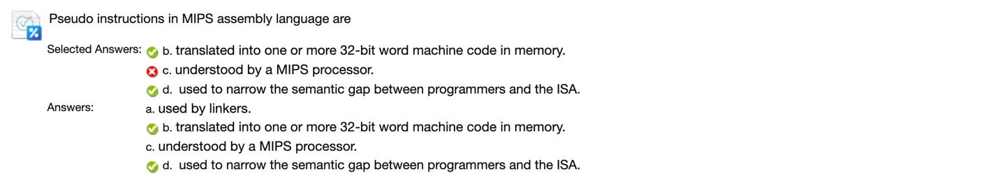 Pseudo instructions in MIPS assembly language are
Selected Answers: b. translated into one or more 32-bit word machine code in memory.
c. understood by a MIPS processor.
d. used to narrow the semantic gap between programmers and the ISA.
Answers: a. used by linkers.
b. translated into one or more 32-bit word machine code in memory.
c. understood by a MIPS processor.
d. used to narrow the semantic gap between programmers and the ISA.